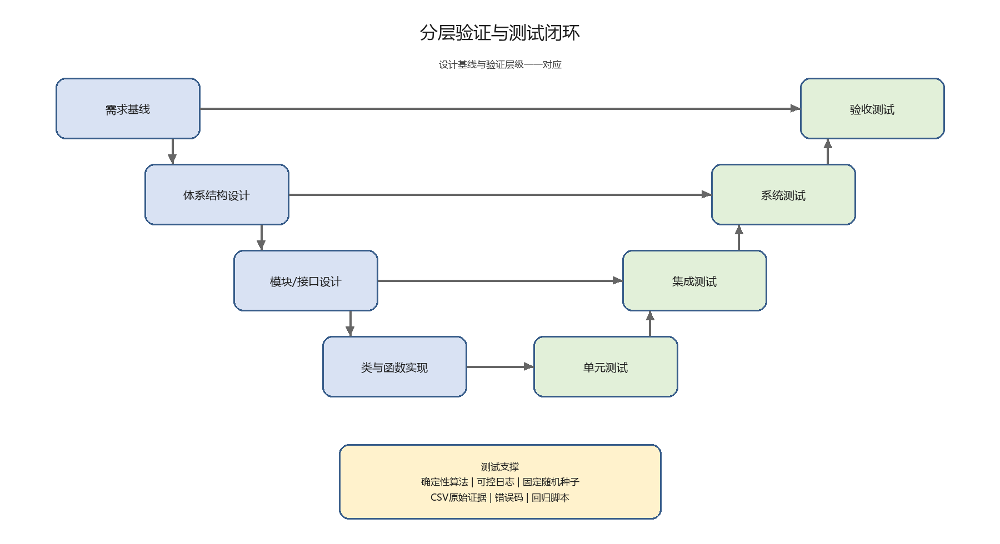 分层验证与测试闭环
设计基线与验证层级一一对应
需求基线
验收测试
体系结构设计
系统测试
模块/接口设计
集成测试
类与函数实现
单元测试
测试支撑
确定性算法 | 可控日志 | 固定随机种子
CSV原始证据 | 错误码 | 回归脚本